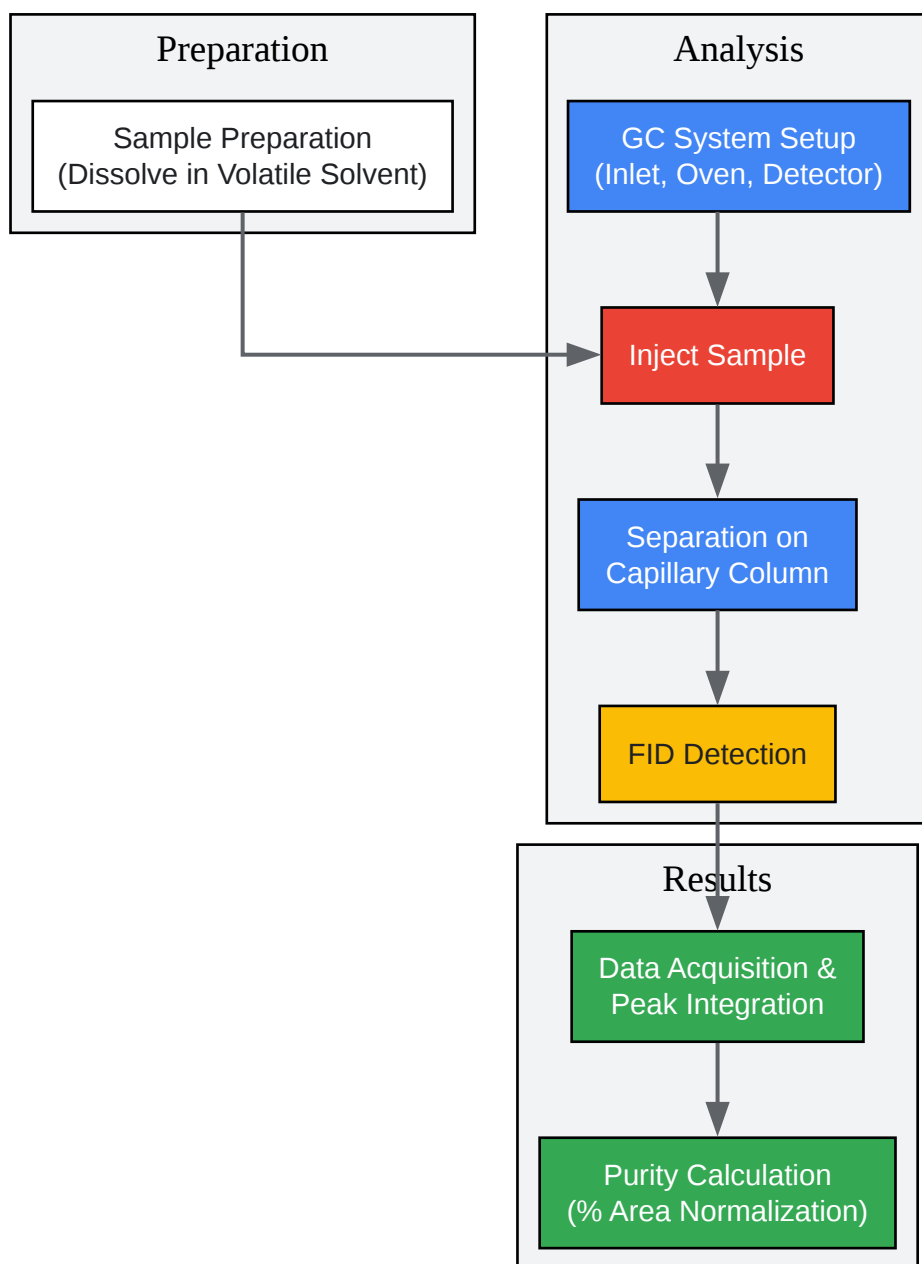 Preparation
Sample Preparation
(Dissolve in Volatile Solvent)
Analysis
GC System Setup
(Inlet, Oven, Detector)
Inject Sample
Separation on
Capillary Column
FID Detection
Results
Data Acquisition &
Peak Integration
Purity Calculation
(% Area Normalization)